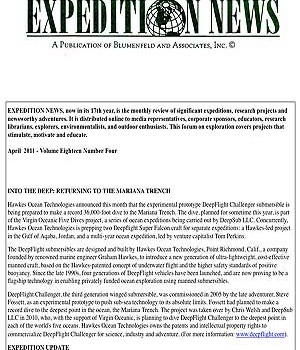 EXPEDITION NEWS
A PUBLICATION OF BLUMENFELD AND ASSOCIATES, INC. ©
EXPEDITION NEWS, now in its 17th year, is the monthly review of significant expeditions, research projects and
newsworthy adventures. It is distributed online to media representatives, corporate sponsors, educators, research
librarians, explorers, environmentalists, and outdoor enthusiasts. This forum on exploration covers projects that
stimulate, motivate and educate.
April 2011 - Volume Eighteen Number Four
INTO THE DEEP: RETURNING TO THE MARIANA TRENCH
Hawkes Ocean Technologies announced this month that the experimental prototype DeepFlight Challenger submersible is
being prepared to make a record 36,000-foot dive to the Mariana Trench. The dive, planned for sometime this year, is part
of the Virgin Oceanic Five Dives project, a series of ocean expeditions being carried out by DeepSub LLC. Concurrently,
Hawkes Ocean Technologies is prepping two Deepflight Super Falcon craft for separate expeditions: a Hawkes-led project
in the Gulf of Aqaba, Jordan, and a multi-year ocean expedition, led by venture capitalist Tom Perkins.
The DeepFlight submersibles are designed and built by Hawkes Ocean Technologies, Point Richmond, Calif., a company
founded by renowned marine engineer Graham Hawkes, to introduce a new generation of ultra-lightweight, cost-effective
manned craft, based on the Hawkes-patented concept of underwater flight and the higher safety standards of positive
buoyancy. Since the late 1990s, four generations of DeepFlight vehicles have been launched, and are now proving to be a
flagship technology in enabling privately funded ocean exploration using manned submersibles.
DeepFlight Challenger, the third generation winged submersible, was commissioned in 2005 by the late adventurer, Steve
Fossett, as an experimental prototype to push sub-sea technology to its absolute limits. Fossett had planned to make a
record dive to the deepest point in the ocean, the Mariana Trench. The project was taken over by Chris Welsh and DeepSub
LLC in 2010, who, with the support of Virgin Oceanic, is planning to dive DeepFlight Challenger to the deepest point in
each of the world's five oceans. Hawkes Ocean Technologies owns the patents and intellectual property rights to
commercialize DeepFlight Challenger for science, industry and adventure. (For more information: www.deepflight.com).
EXPEDITION UPDATE